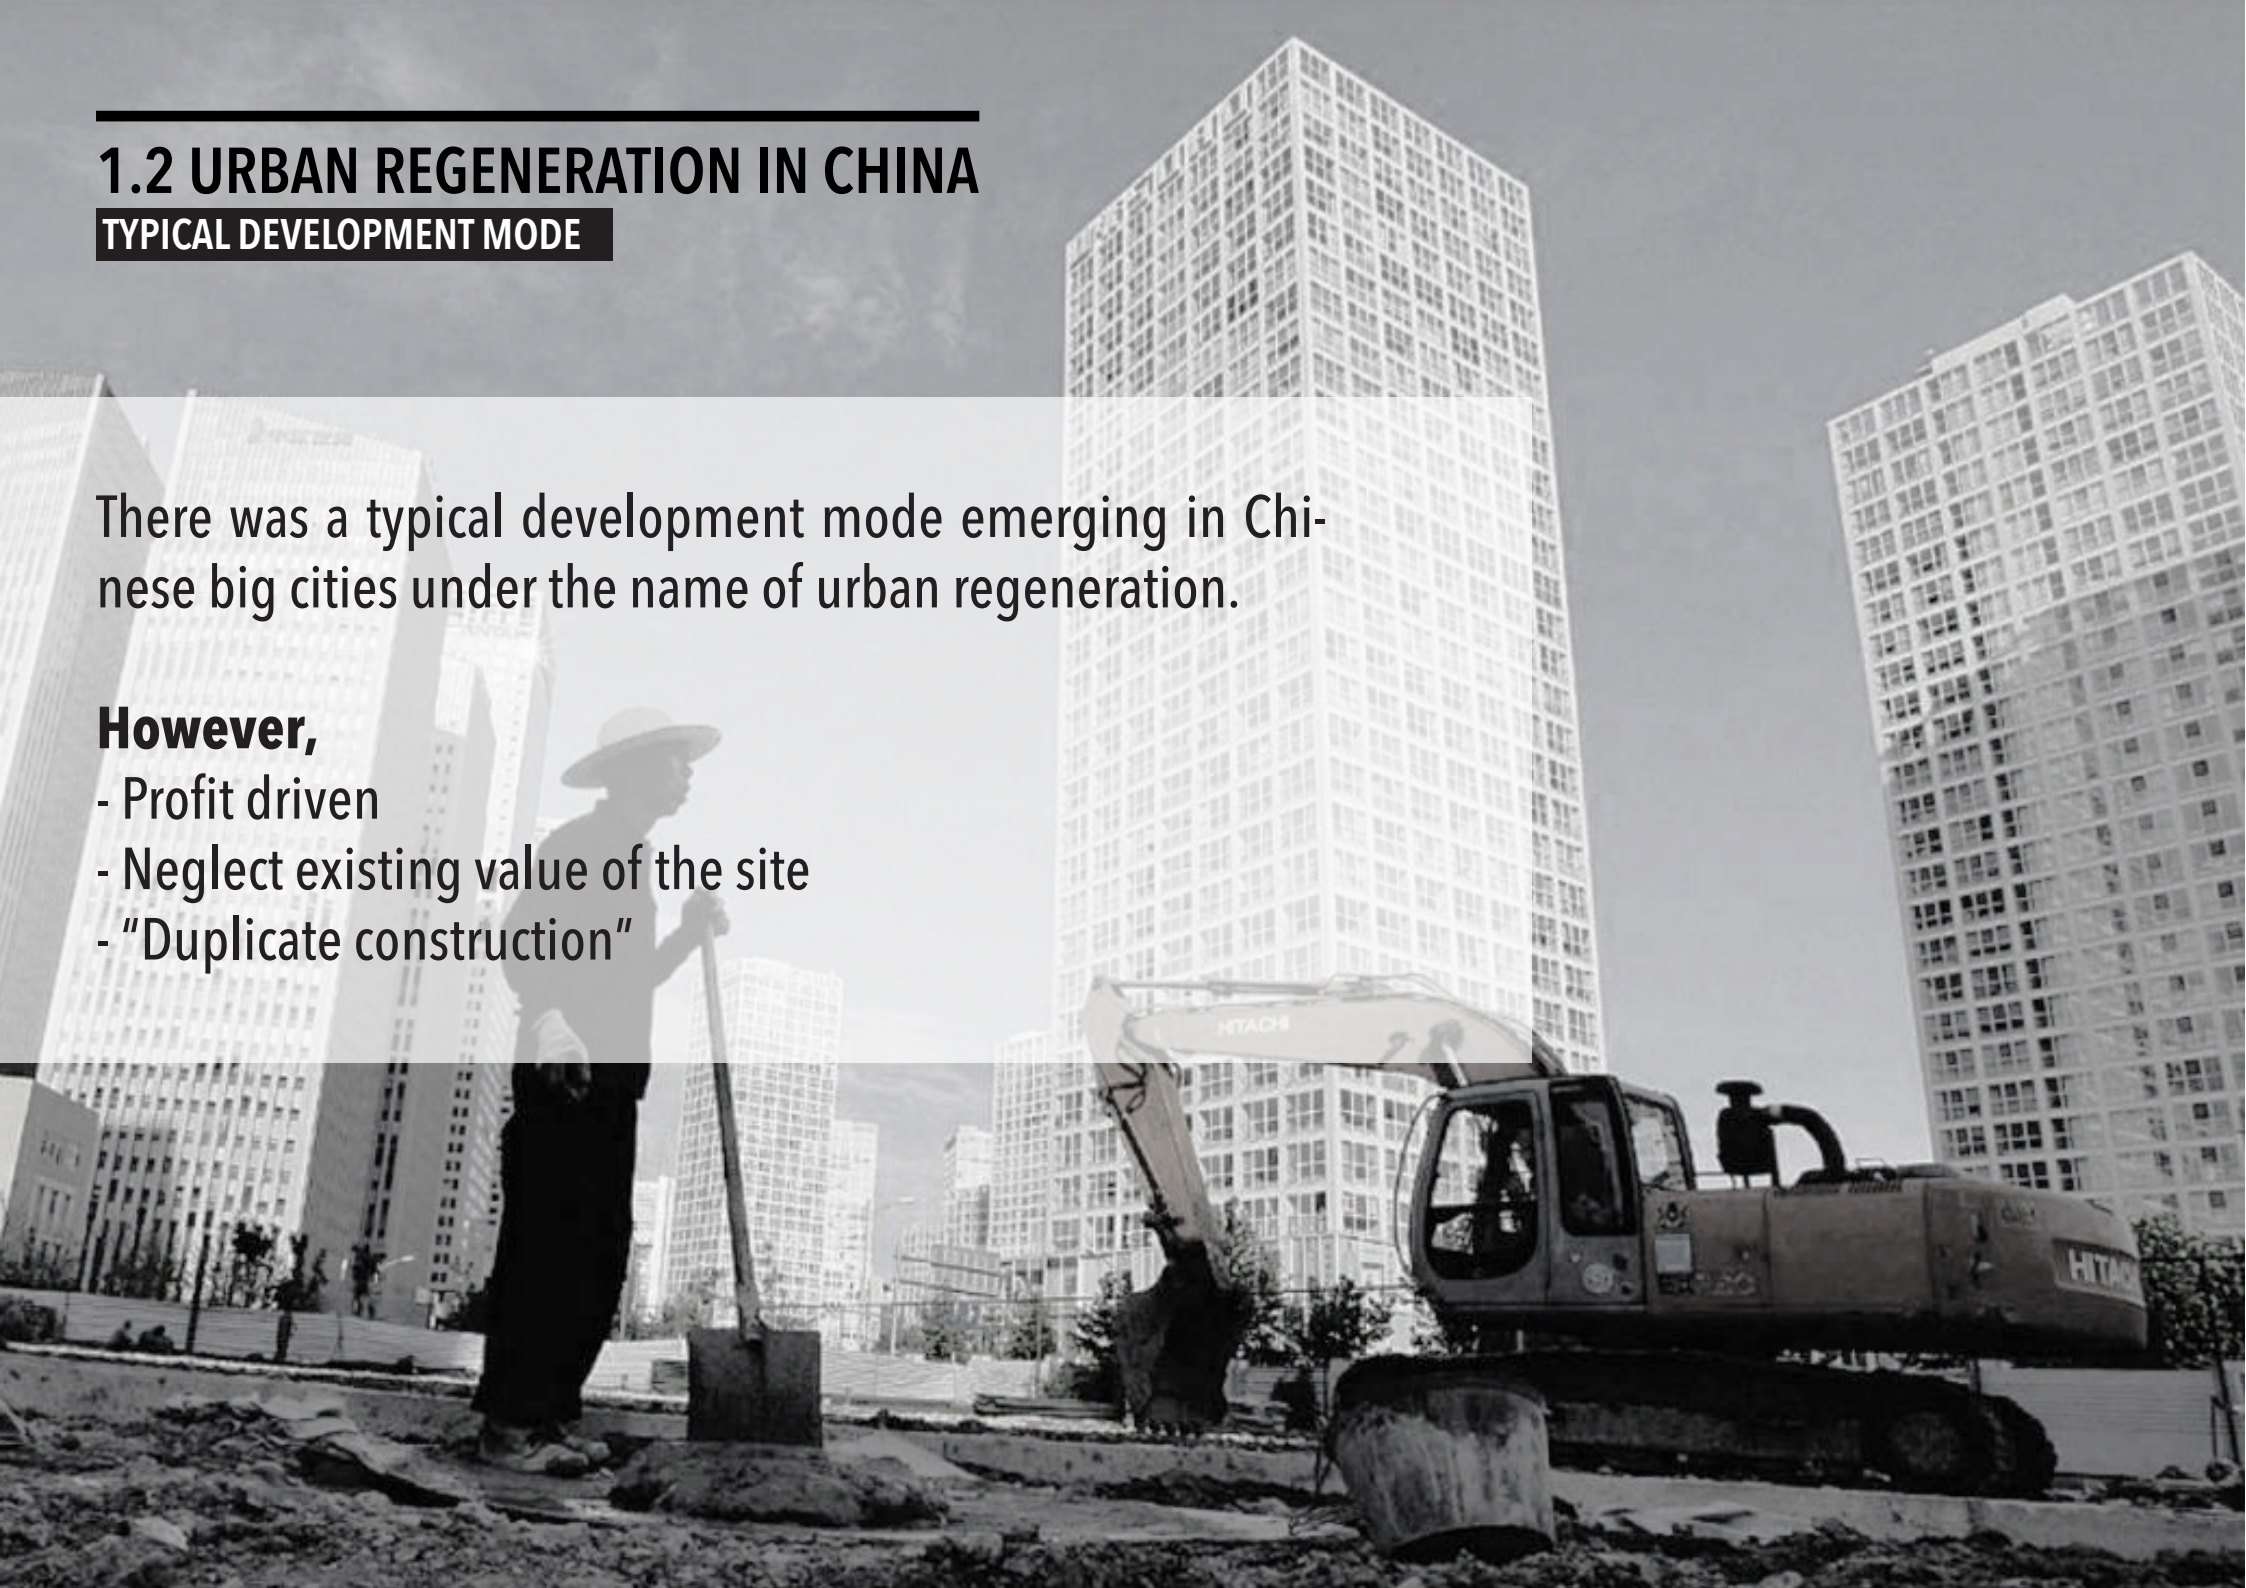 1.2 URBAN REGENERATION IN CHINA
TYPICAL DEVELOPMENT MODE
There was a typical development mode emerging in Chi-
nese big cities under the name of urban regeneration.
However,
- Profit driven
- Neglect existing value of the site
- “Duplicate construction”
HITACHI